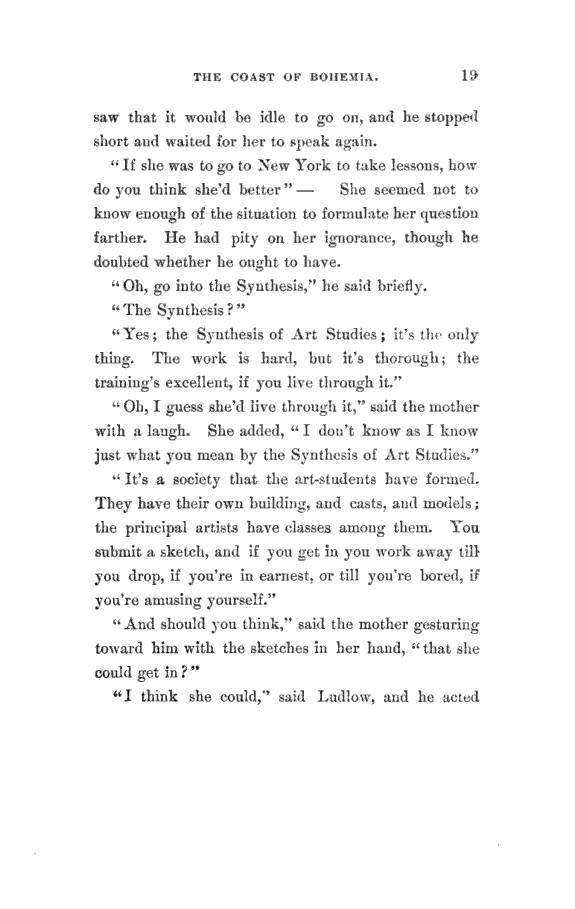 THE COAST OF BOHEMIA. 19
saw that it would be idle to go on, and he stopped
short and waited for her to speak again.
“If she was to go to New York to take lessons, how
do you think she’d better”— She seemed not to
know enough of the situation to formulate her question
farther. He had pity on her ignorance, though he
doubted whether he ought to have.
“Oh, go into the Synthesis,” he said briefly.
“The Synthesis?”
“Yes; the Synthesis of Art Studies; it’s the only
thing. The work is hard, but it’s thorough; the
training’s excellent, if you live through it.”
“Oh, I guess she’d live through it,” said the mother
with a laugh. She added, “I don’t know as I know
just what you mean by the Synthesis of Art Studies.”
“It’s a society that the art-students have formed.
They have their own building, and casts, and models;
the principal artists have classes among them. You
submit a sketch, and if you get in you work away till
you drop, if you’re in earnest, or till you’re bored, if
you’re amusing yourself.”
“And should you think,” said the mother gesturing
toward him with the sketches in her hand, “that she
could get in?”
“I think she could,” said Ludlow, and he acted